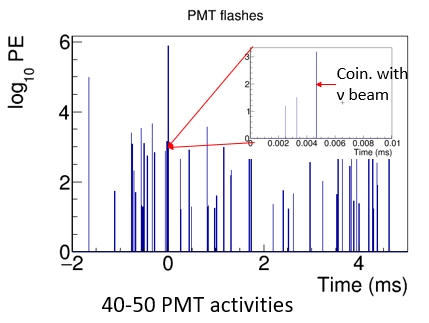 PMT flashes
log10 PE
6
4
2
0
−2 0 2 4
Time (ms)
3
2
1
0 0.002 0.004 0.006 0.008 0.01
Time (ms)
Coin. with
ν beam
40-50 PMT activities